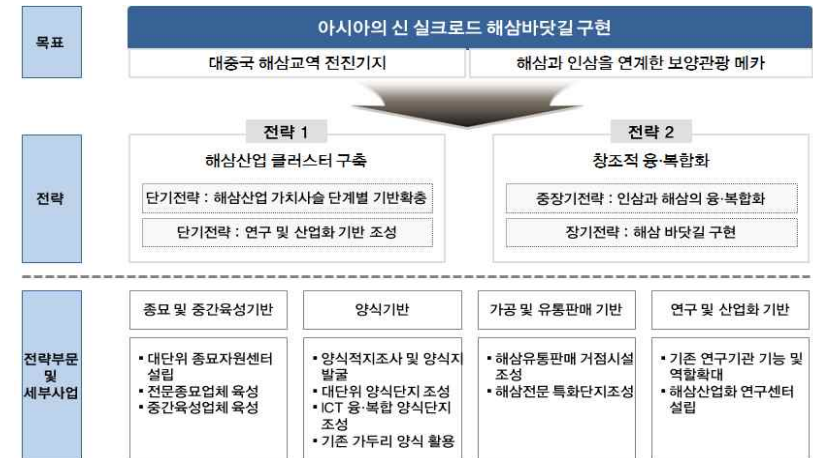 목표
아시아의 신 실크로드 해삼바닷길 구현
대중국 해삼교역 전진기지
해삼과 인삼을 연계한 보양관광 메카
전략
전략 1
해삼산업 클러스터 구축
단기전략 : 해삼산업 가치사슬 단계별 기반확충
단기전략 : 연구 및 산업화 기반 조성
전략 2
창조적 융·복합화
중장기전략 : 인삼과 해삼의 융·복합화
장기전략 : 해삼 바닷길 구현
전략부문
및
세부사업
종묘 및 중간육성기반
▪ 대단위 종묘자원센터
설립
▪ 전문종묘업체 육성
▪ 중간육성업체 육성
양식기반
▪ 양식적지조사 및 양식지
발굴
▪ 대단위 양식단지 조성
▪ ICT 융·복합 양식단지
조성
▪ 기존 가두리 양식 활용
가공 및 유통판매 기반
▪ 해삼유통판매 거점시설
조성
▪ 해삼전문 특화단지조성
연구 및 산업화 기반
▪ 기존 연구기관 기능 및
역할확대
▪ 해삼산업화 연구센터
설립